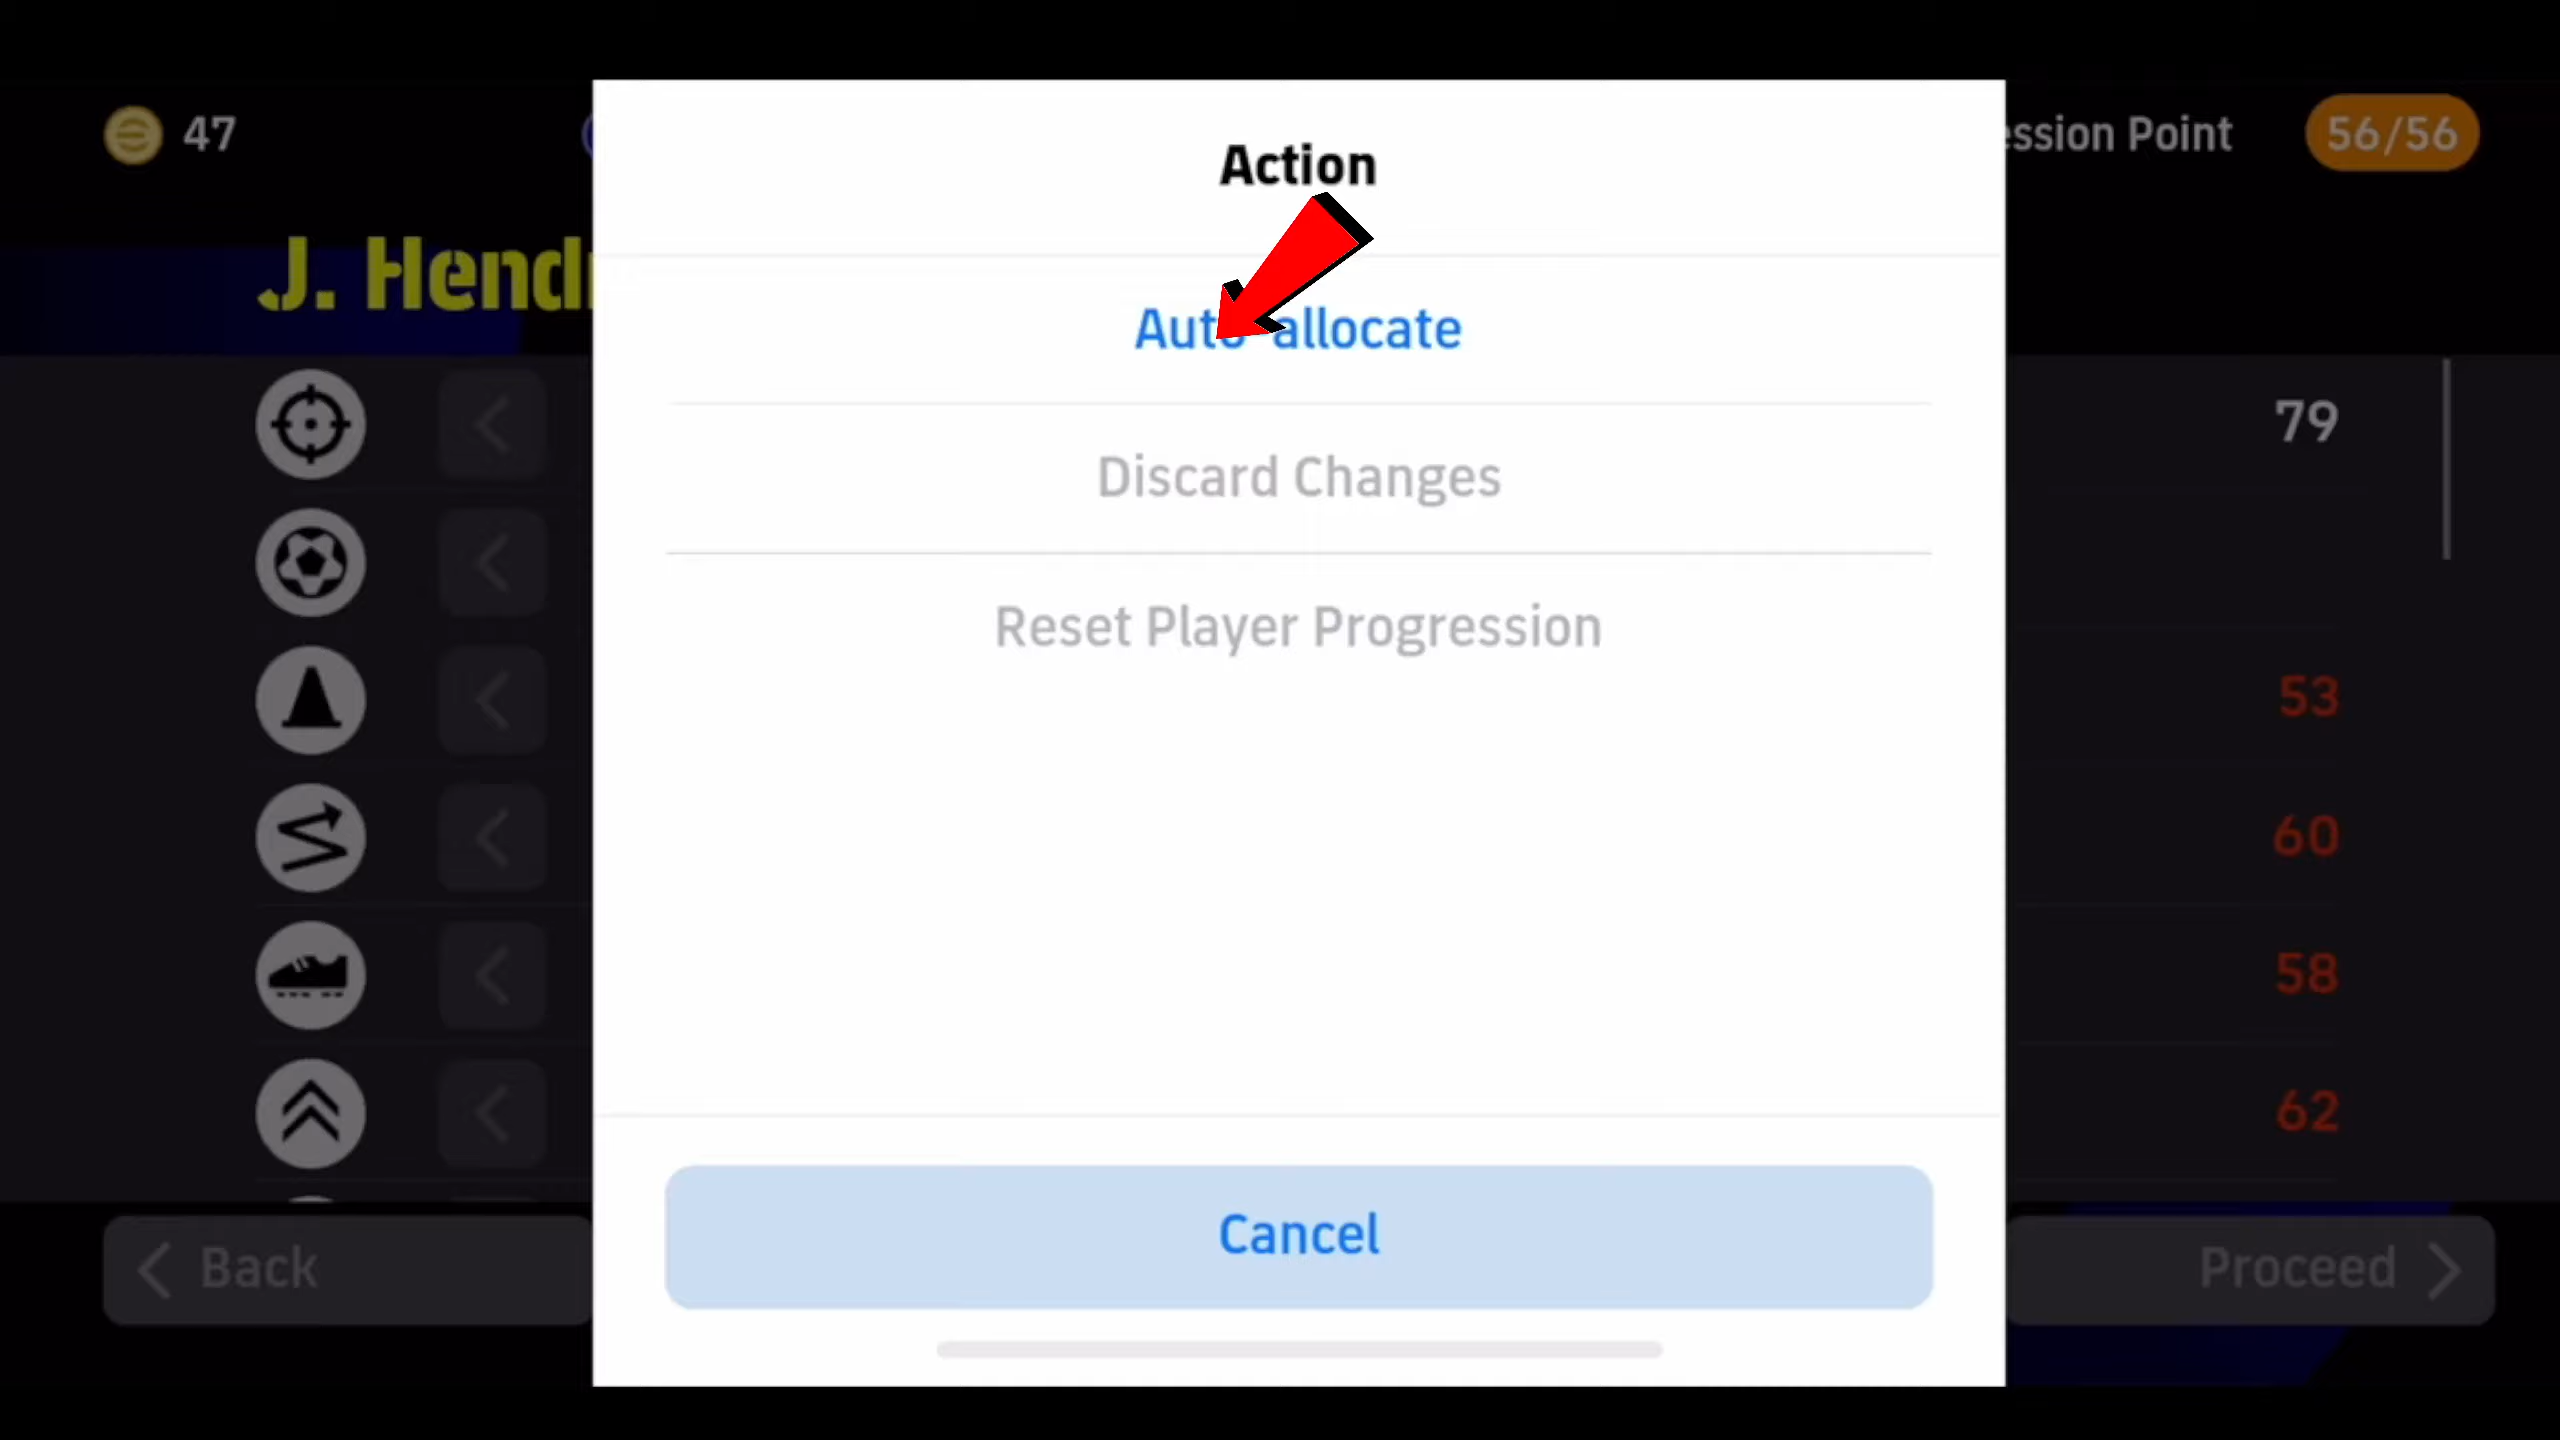 47
Action
ession Point
56/56
J. Hend
Auto-allocate
79
Discard Changes
Reset Player Progression
53
60
58
62
Cancel
Back
Proceed